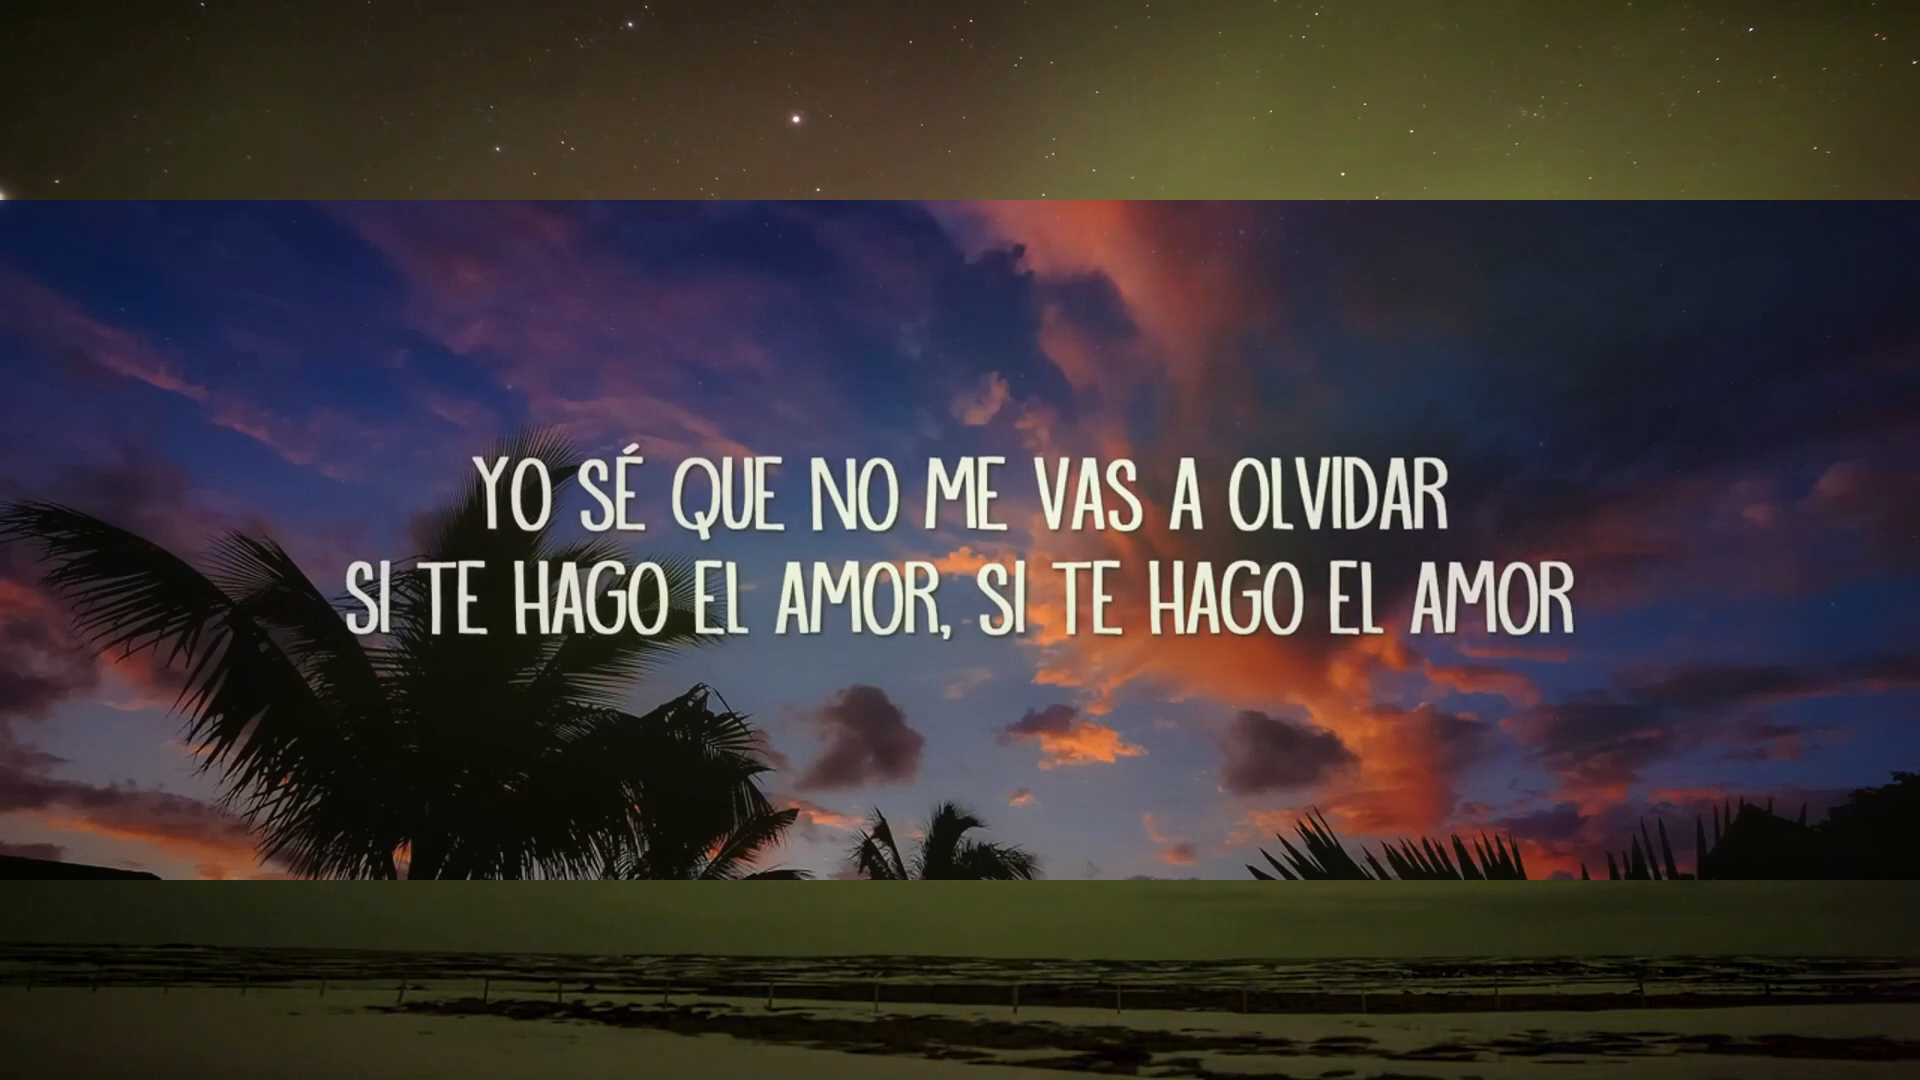 YO SÉ QUE NO ME VAS A OLVIDAR
SI TE HAGO EL AMOR, SI TE HAGO EL AMOR